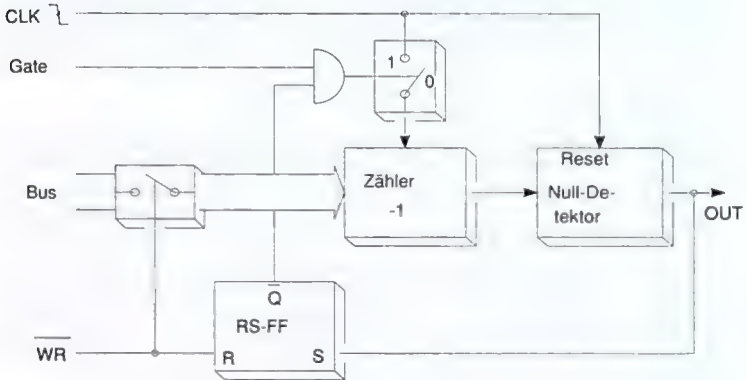 CLK
Gate
1
0
Bus
Zähler
-1
Reset
Null-De-
tektor
OUT
Q
RS-FF
WR
R
S